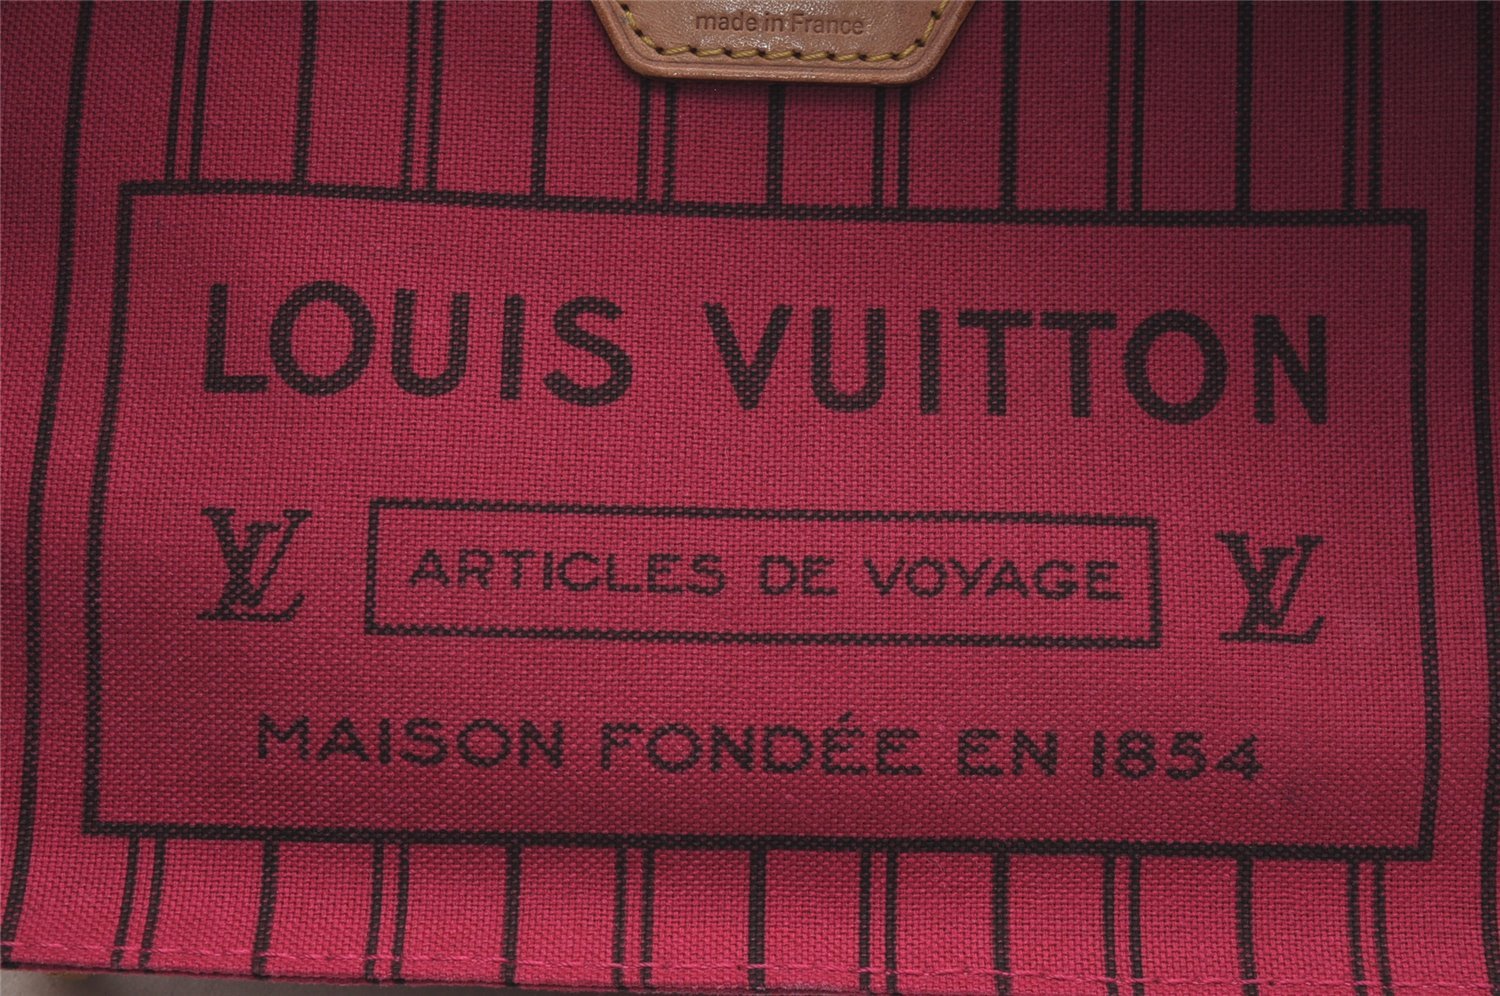 made in France
LOUIS VUITTON
LV ARTICLES DE VOYAGE LV
MAISON FONDÉE EN 1854